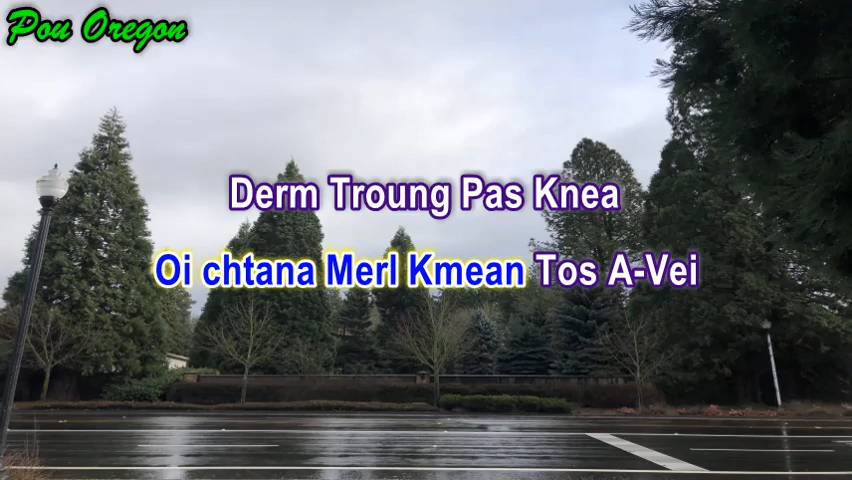 Pou Oregon
Derm Troung Pas Knea
Oi chtana Merl Kmean Tos A-Vei